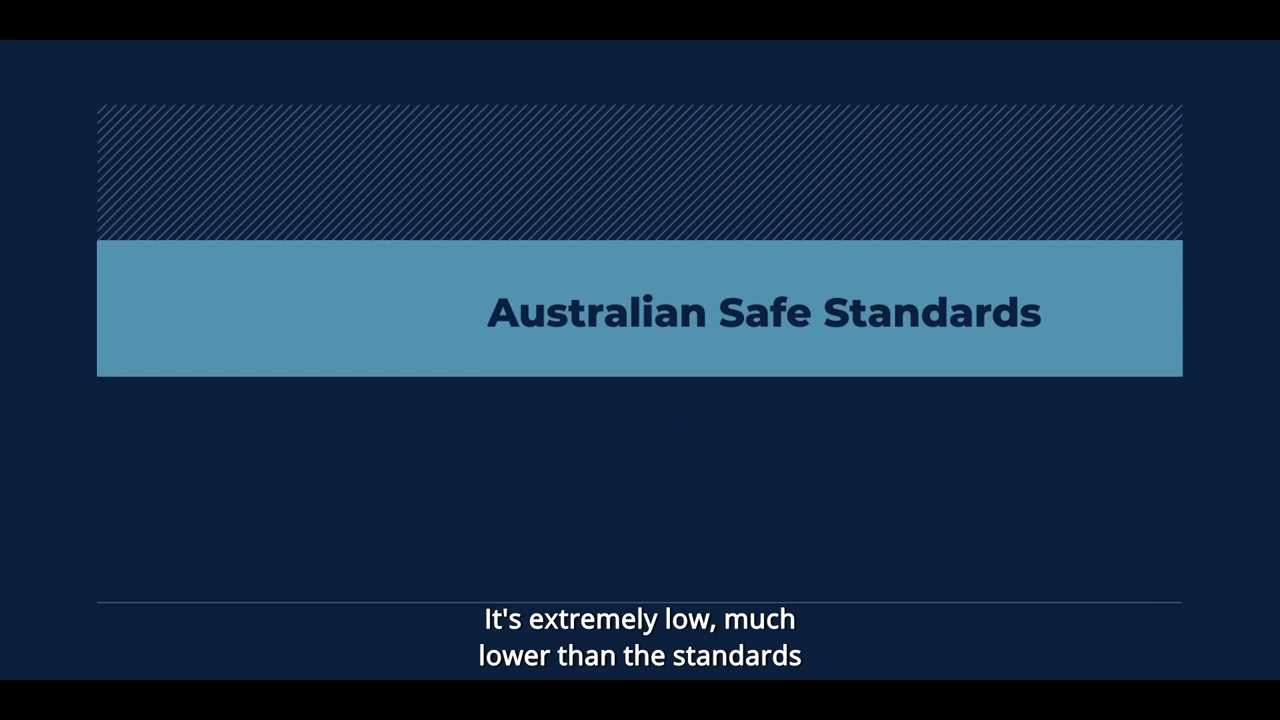 Australian Safe Standards
It's extremely low, much
lower than the standards